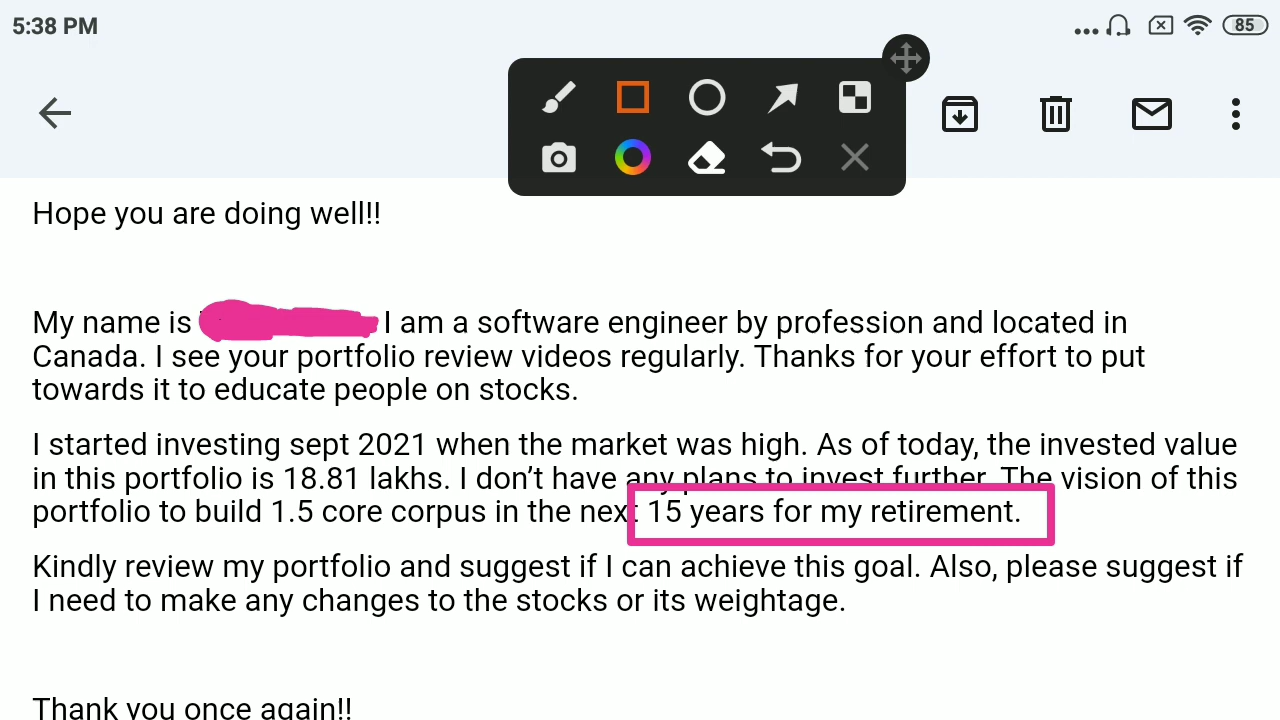 5:38 PM
85
Hope you are doing well!!
My name is I am a software engineer by profession and located in
Canada. I see your portfolio review videos regularly. Thanks for your effort to put
towards it to educate people on stocks.
I started investing sept 2021 when the market was high. As of today, the invested value
in this portfolio is 18.81 lakhs. I don’t have any plans to invest further. The vision of this
portfolio to build 1.5 core corpus in the next 15 years for my retirement.
Kindly review my portfolio and suggest if I can achieve this goal. Also, please suggest if
I need to make any changes to the stocks or its weightage.
Thank you once again!!